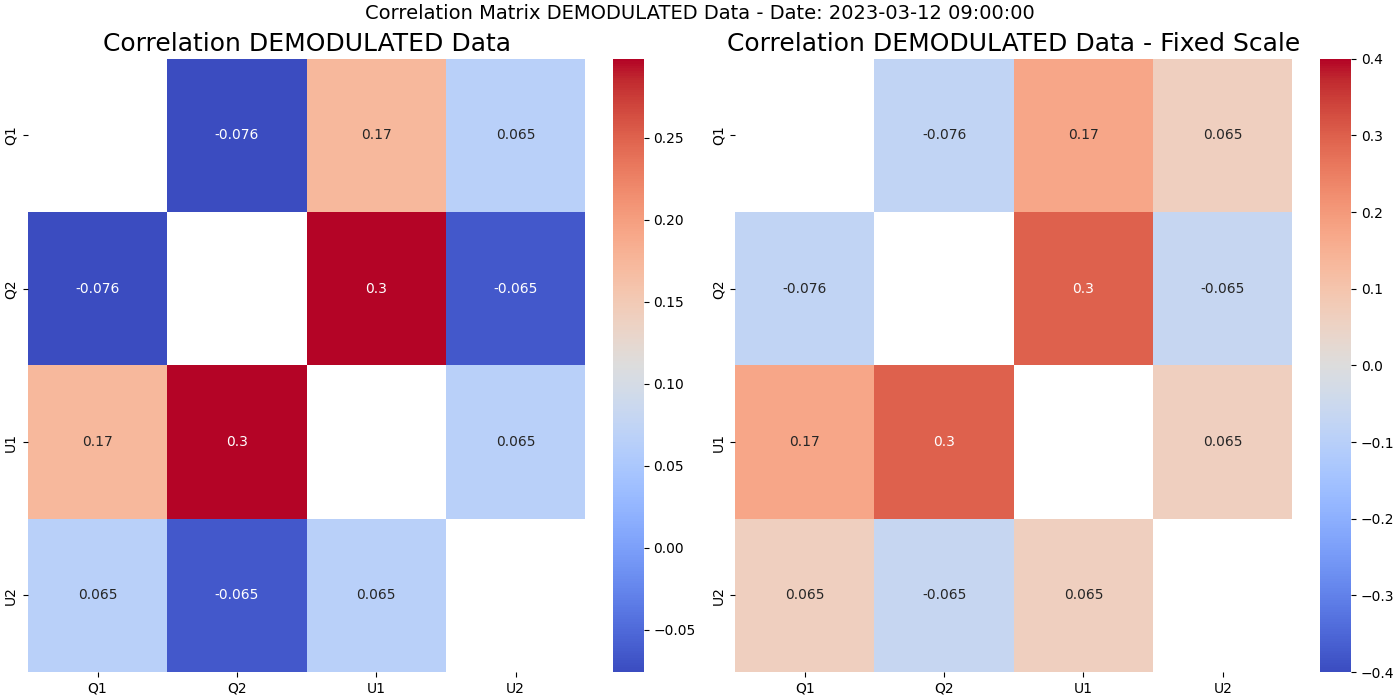 Correlation Matrix DEMODULATED Data - Date: 2023-03-12 09:00:00
Correlation DEMODULATED Data
Q1
-0.076
0.17
0.065
Q2
-0.076
0.3
-0.065
U1
0.17
0.3
0.065
U2
0.065
-0.065
0.065
Q1
Q2
U1
U2
0.25
0.20
0.15
0.10
0.05
0.00
−0.05
Correlation DEMODULATED Data - Fixed Scale
Q1
-0.076
0.17
0.065
Q2
-0.076
0.3
-0.065
U1
0.17
0.3
0.065
U2
0.065
-0.065
0.065
Q1
Q2
U1
U2
0.4
0.3
0.2
0.1
0.0
−0.1
−0.2
−0.3
−0.4